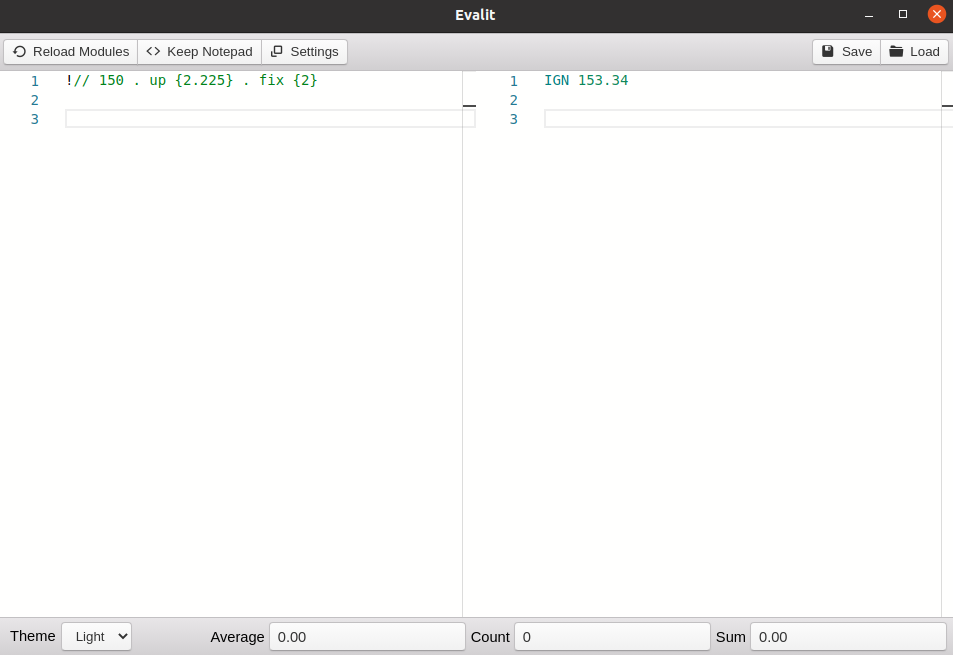 Evalit
Reload Modules Keep Notepad Settings Save Load
1 !// 150 . up {2.225} . fix {2}
2
3
1 IGN 153.34
2
3
Theme Light Average 0.00 Count 0 Sum 0.00